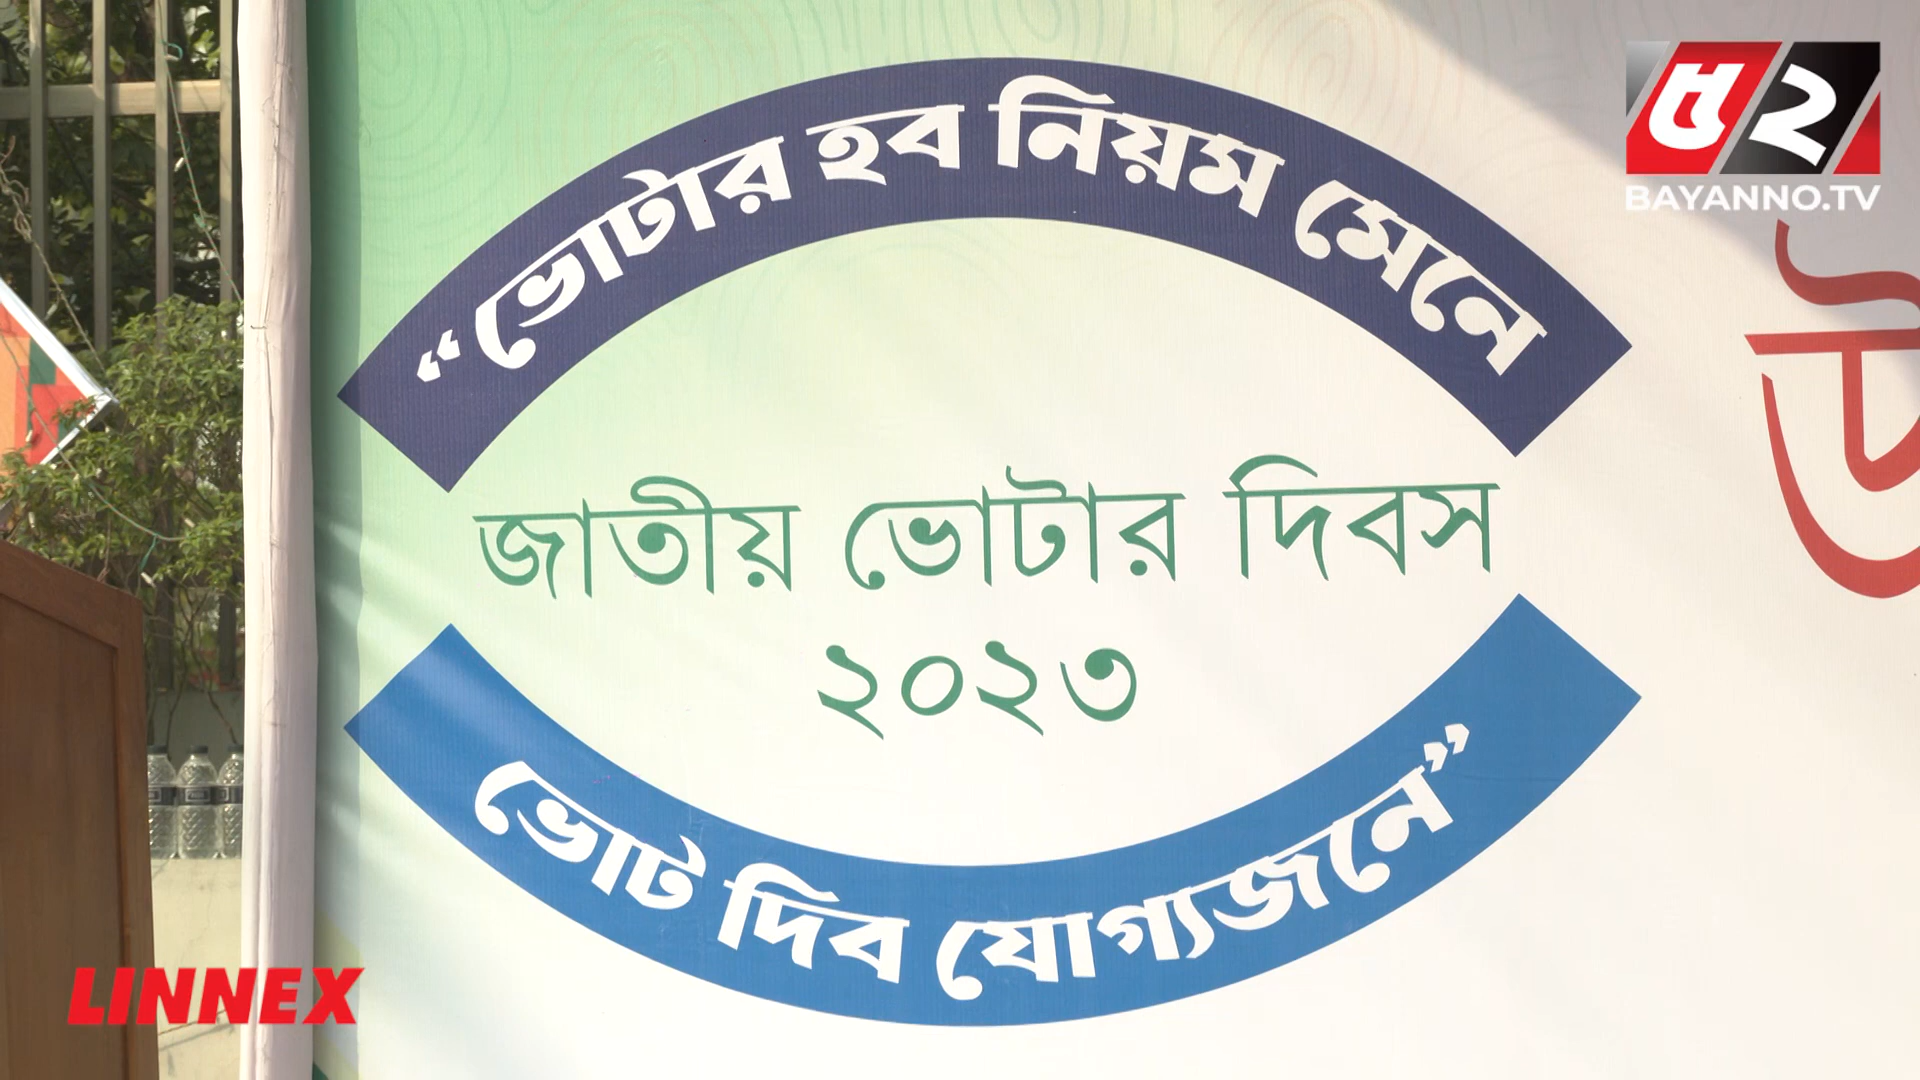 ৫২
BAYANNO.TV
“ভোটার হব নিয়ম মেনে
জাতীয় ভোটার দিবস
২০২৩
ভোট দিব যোগ্যজনে”
LINNEX